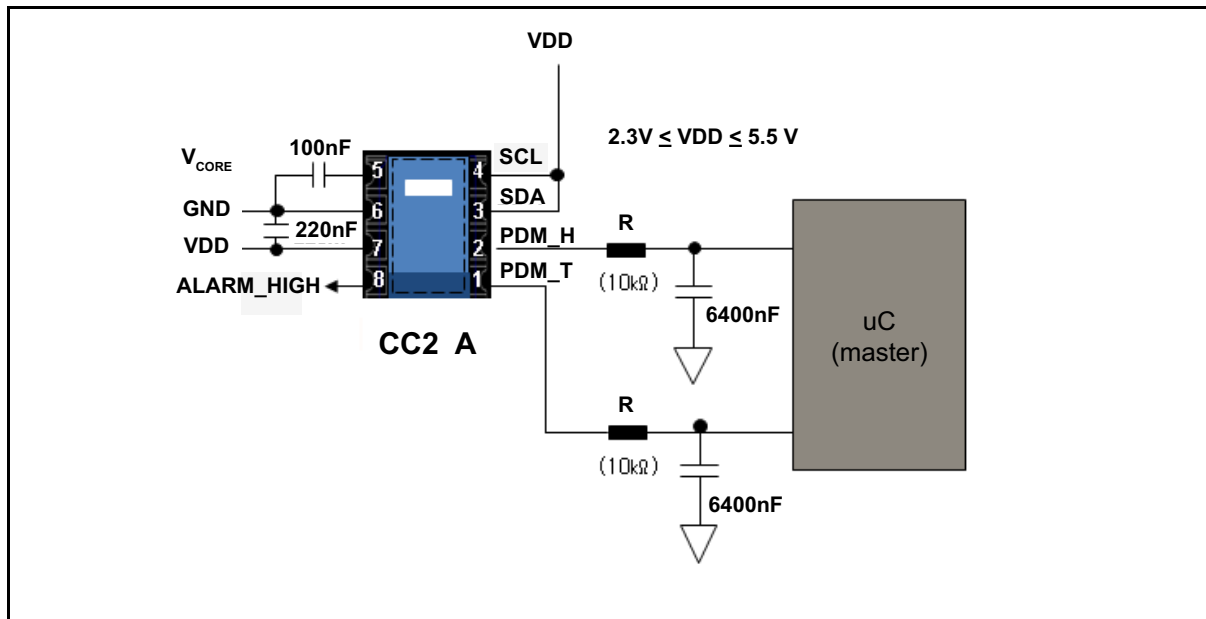 VDD
2.3V ≤ VDD ≤ 5.5 V
100nF
V CORE
5
4
SCL
GND
6
3
SDA
220nF
VDD
7
2
PDM_H
R
(10kΩ)
ALARM_HIGH
8
1
PDM_T
6400nF
CC2 A
uC
(master)
R
(10kΩ)
6400nF